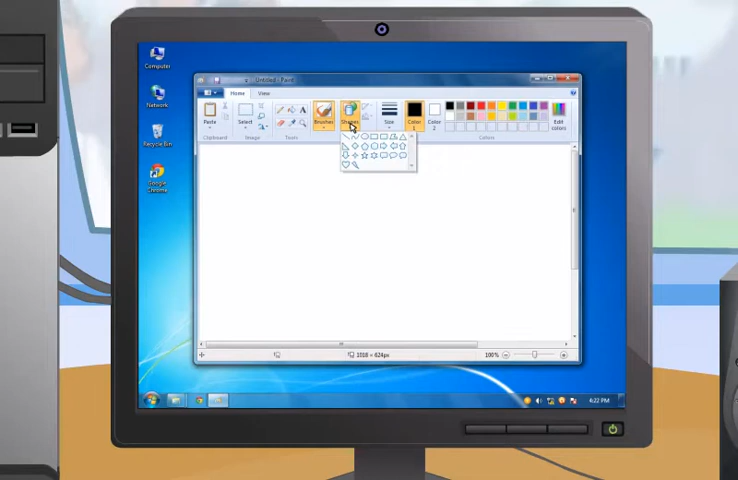 Computer
Untitled - Paint
Home View
Network
Paste
Select
Brushes
Shapes
Size
Color 1
Color 2
Edit colors
Clipboard
Image
Tools
Colors
Recycle Bin
Google Chrome
1018 × 624px
100%
6:22 PM